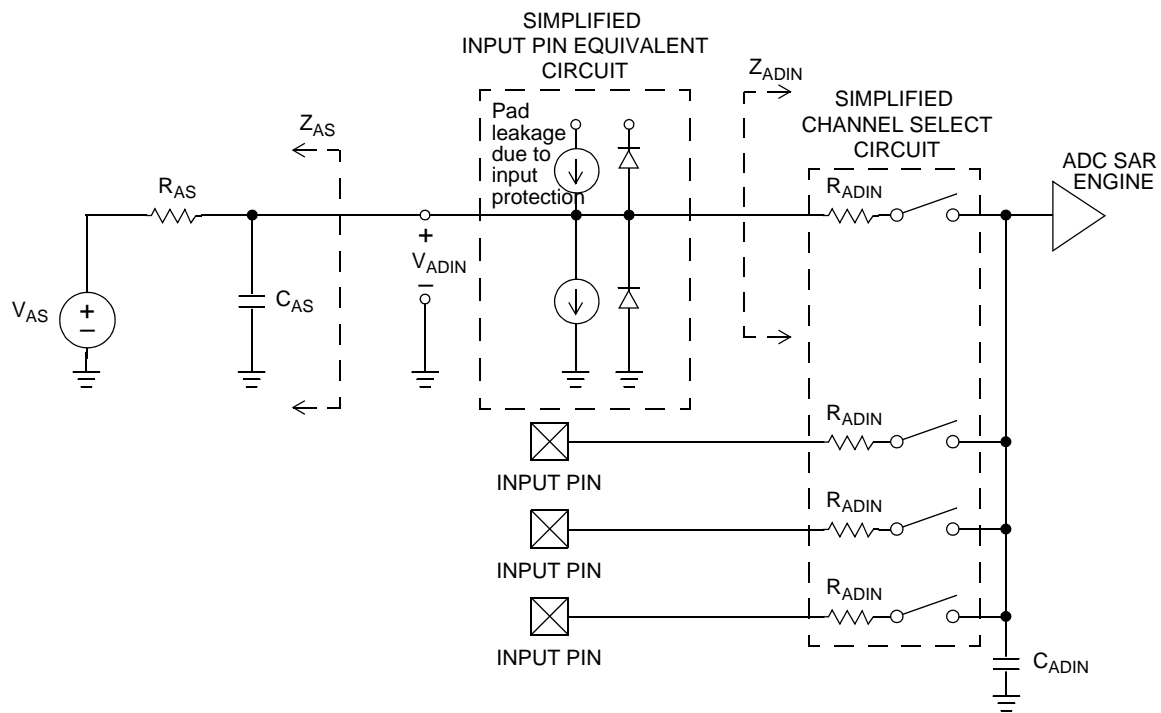 SIMPLIFIED
INPUT PIN EQUIVALENT
CIRCUIT
Pad
leakage
due to
input
protection
ZAS
ZADIN
SIMPLIFIED
CHANNEL SELECT
CIRCUIT
ADC SAR
ENGINE
RAS
RADIN
+
VADIN
−
VAS
+
−
CAS
RADIN
INPUT PIN
RADIN
INPUT PIN
RADIN
INPUT PIN
CADIN